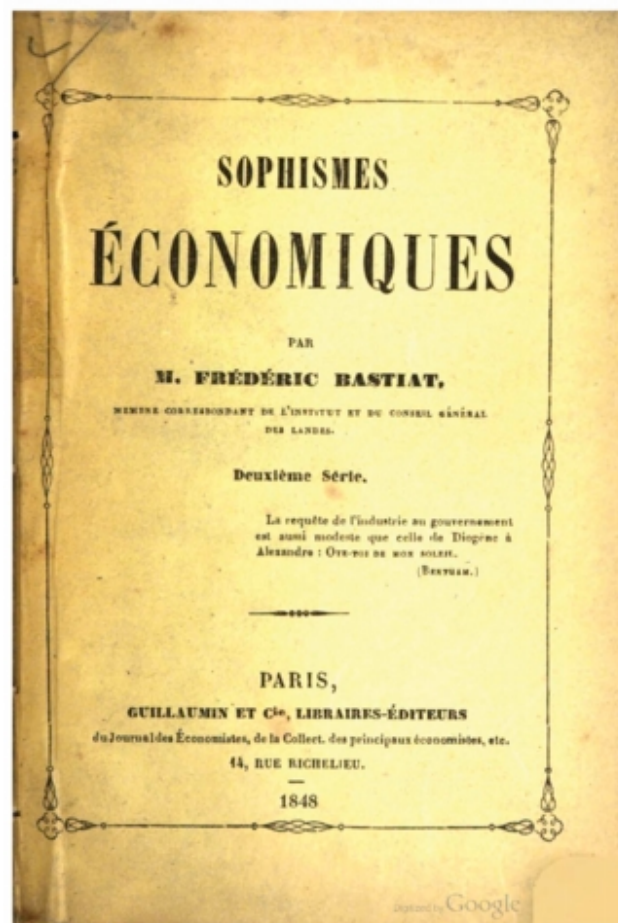 SOPHISMES
ÉCONOMIQUES
PAR
M. FRÉDÉRIC BASTIAT,
MEMBRE CORRESPONDANT DE L'INSTITUT ET DU CONSEIL GÉNÉRAL
DES LANDES.
Deuxième Série.
La requête de l'industrie au gouvernement
est aussi modeste que celle de Diogène à
Alexandre : OTE-TOI DE MON SOLEIL.
(BENTHAM.)
PARIS,
GUILLAUMIN ET Cie, LIBRAIRES-ÉDITEURS
du Journal des Économistes, de la Collect. des principaux économistes, etc.
14, RUE RICHELIEU.
1848
Digitized by Google